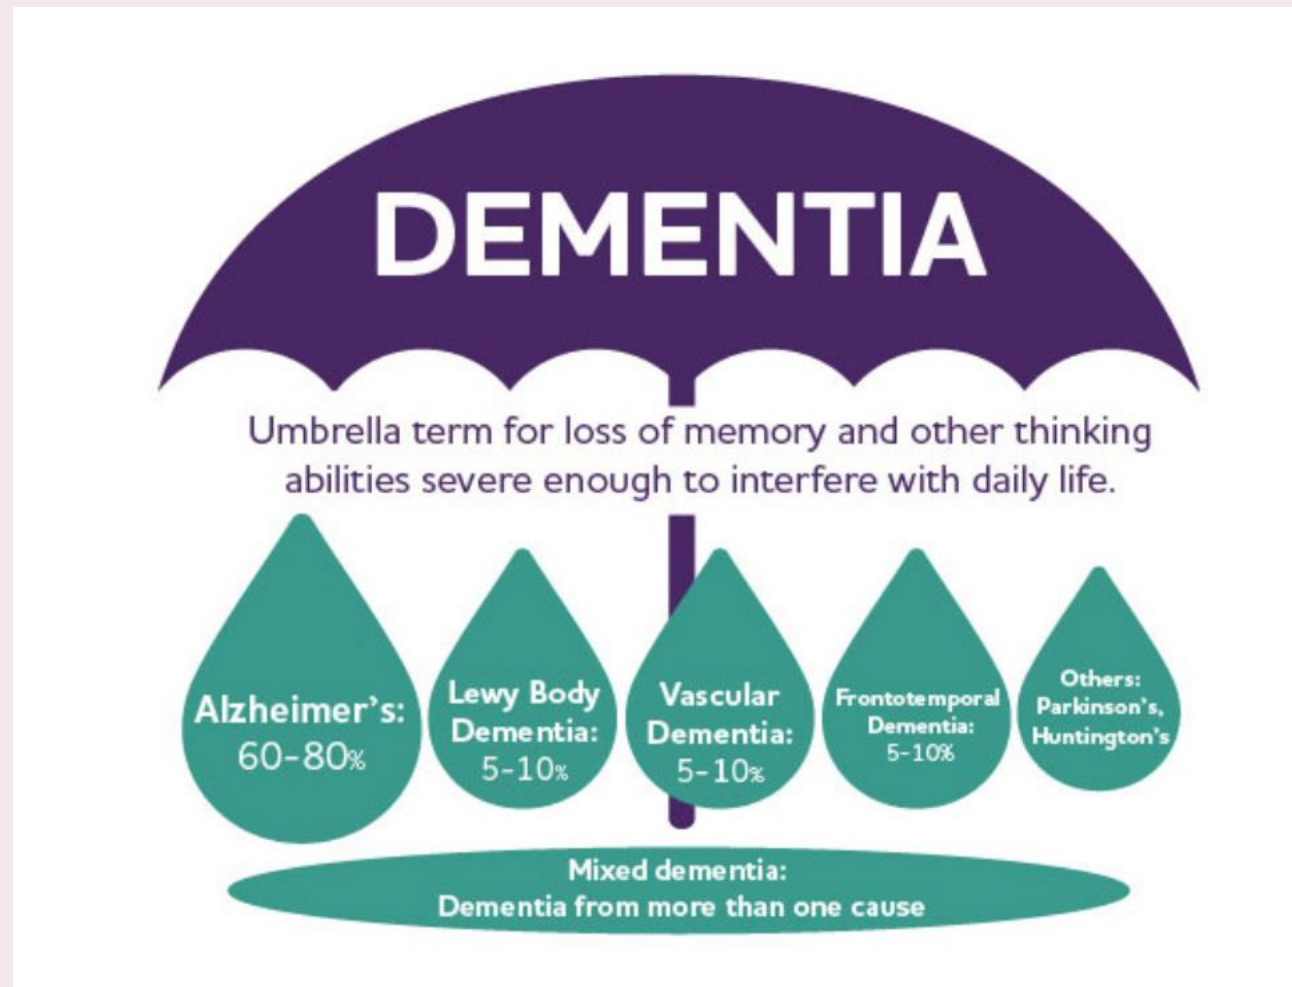 DEMENTIA
Umbrella term for loss of memory and other thinking
abilities severe enough to interfere with daily life.
Alzheimer's:
60-80%
Lewy Body
Dementia:
5-10%
Vascular
Dementia:
5-10%
Frontotemporal
Dementia:
5-10%
Others:
Parkinson's,
Huntington's
Mixed dementia:
Dementia from more than one cause